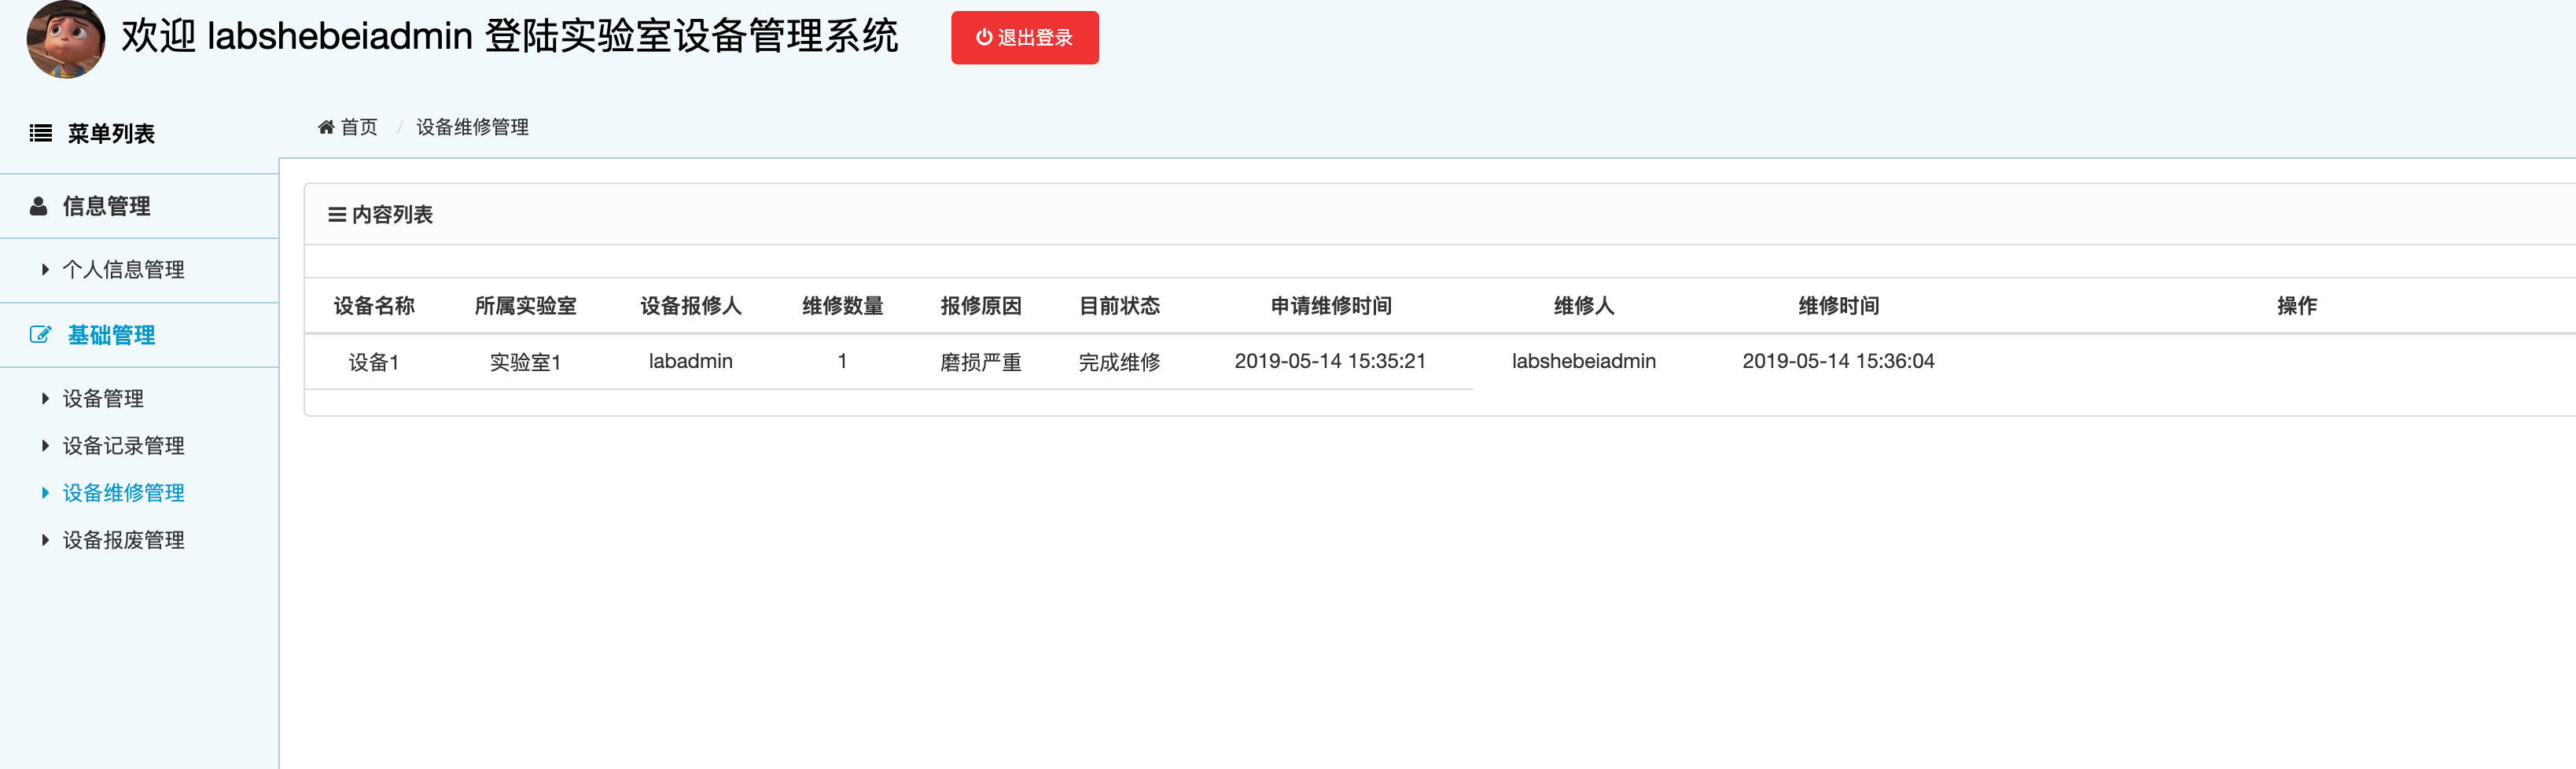 欢迎 labshebeiadmin 登陆实验室设备管理系统
退出登录
菜单列表
首页 / 设备维修管理
信息管理
个人信息管理
基础管理
设备管理
设备记录管理
设备维修管理
设备报废管理
内容列表
设备名称 所属实验室 设备报修人 维修数量 报修原因 目前状态 申请维修时间 维修人 维修时间 操作
设备1 实验室1 labadmin 1 磨损严重 完成维修 2019-05-14 15:35:21 labshebeiadmin 2019-05-14 15:36:04